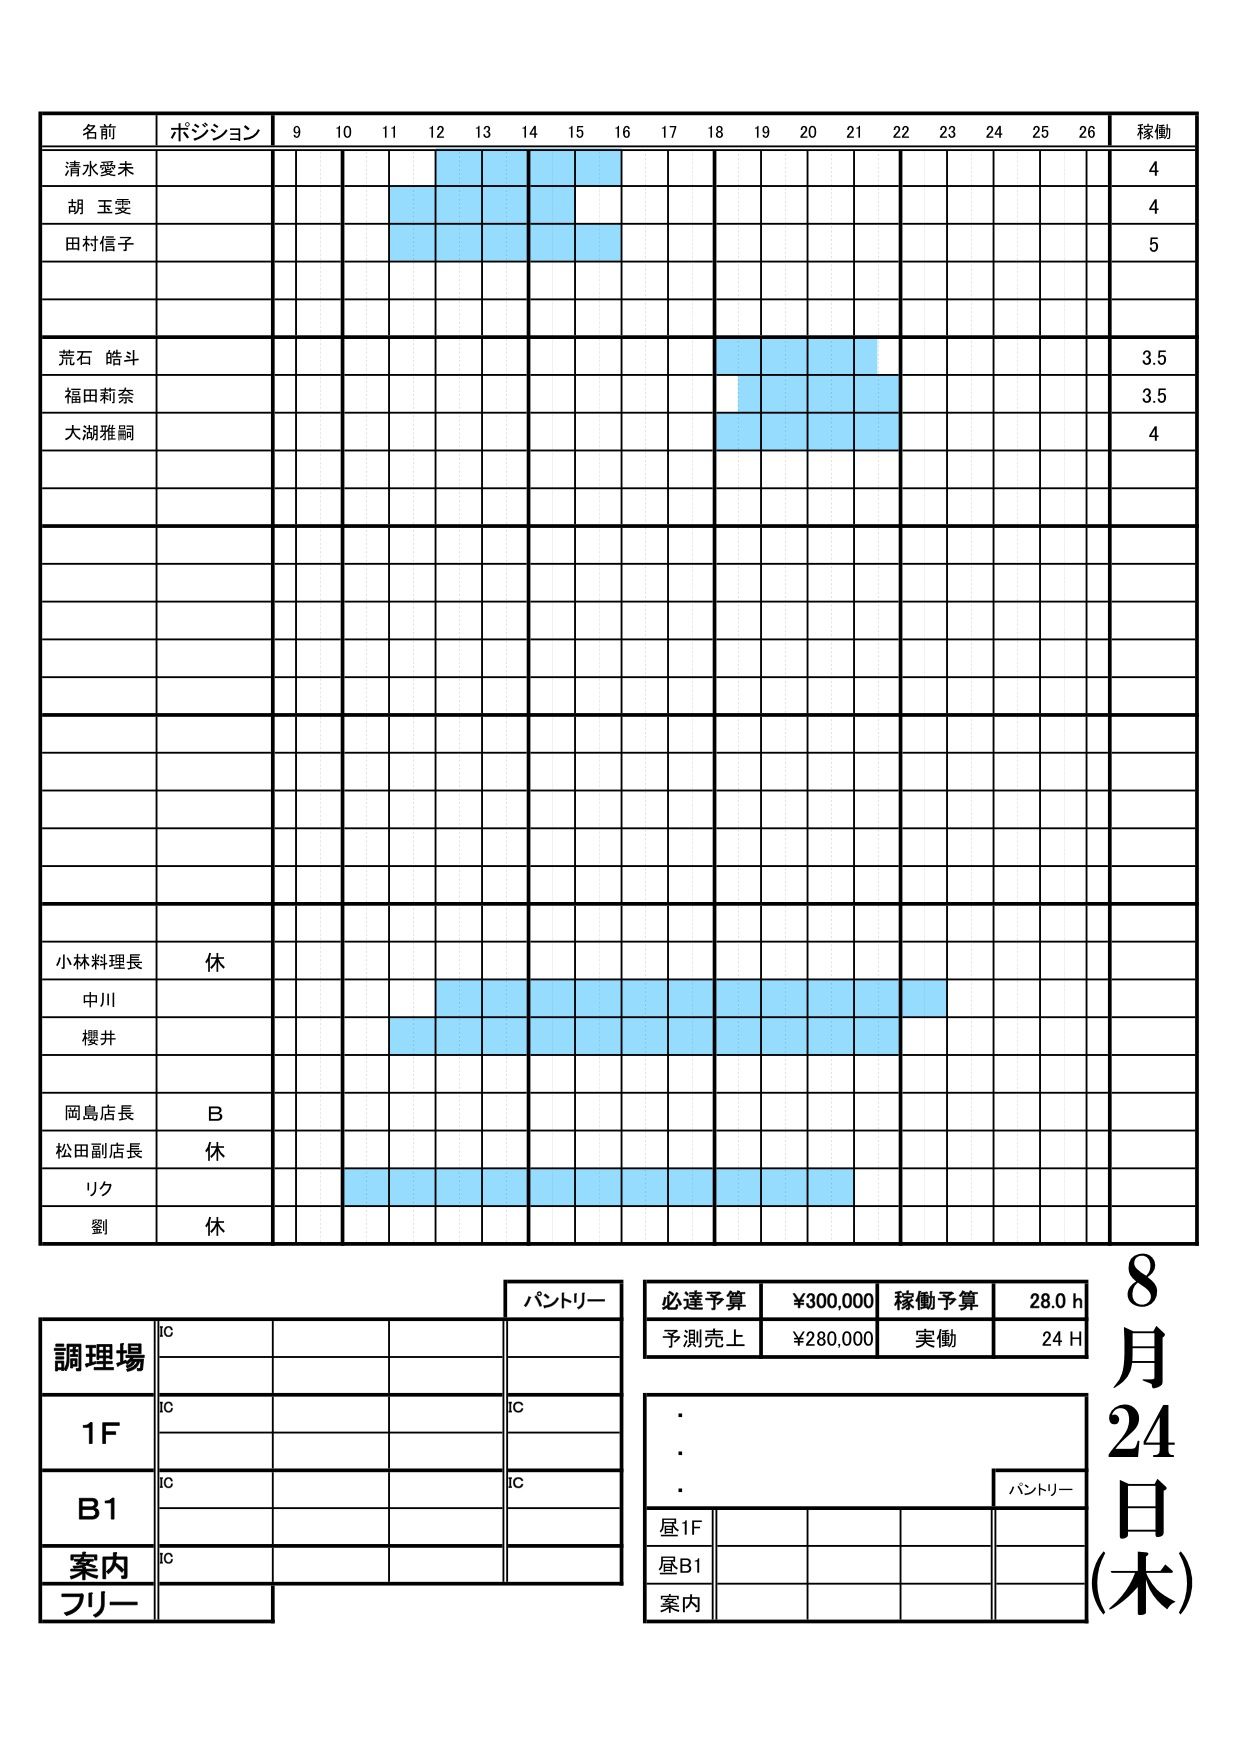 名前 ポジション 9 10 11 12 13 14 15 16 17 18 19 20 21 22 23 24 25 26 稼働
清水愛未 4
胡 玉雯 4
田村信子 5
荒石 皓斗 3.5
福田莉奈 3.5
大湖雅嗣 4
小林料理長 休
中川
櫻井
岡島店長 B
松田副店長 休
リク
劉 休
パントリー
調理場 IC
1F IC IC
B1 IC IC
案内 IC
フリー
必達予算 ¥300,000 稼働予算 28.0 h
予測売上 ¥280,000 実働 24 H
・
・
・ パントリー
昼1F
昼B1
案内
8
月
24
日
(木)